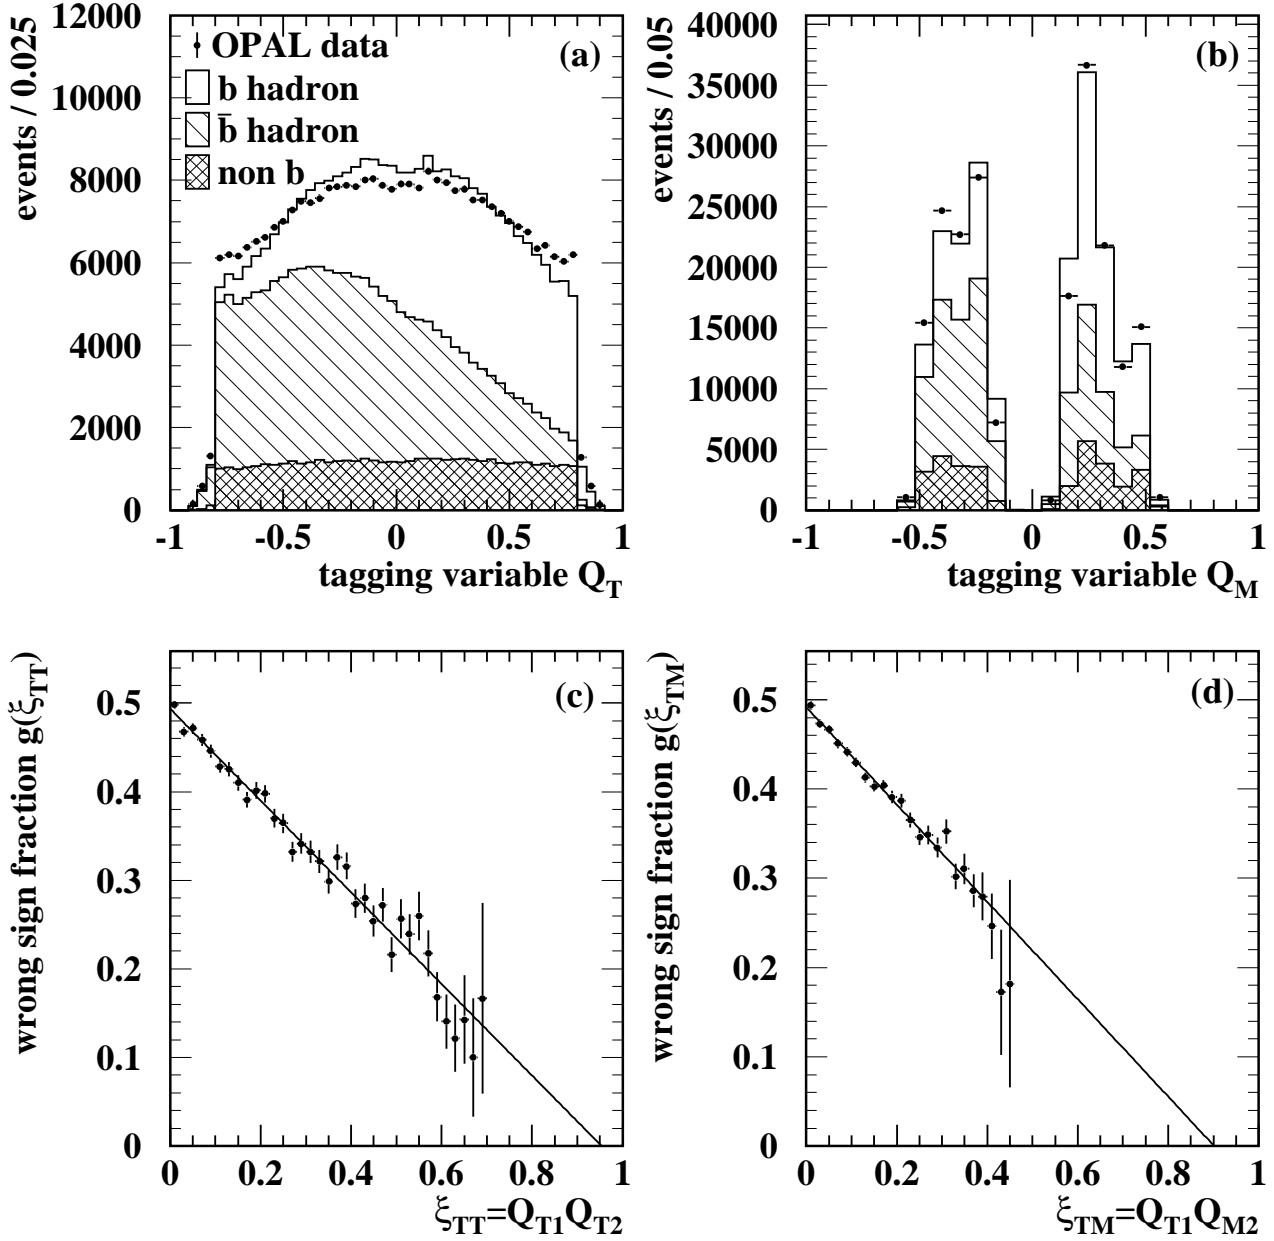 events / 0.025
12000
10000
8000
6000
4000
2000
0
(a)
OPAL data
b hadron
b̄ hadron
non b
-1 -0.5 0 0.5 1
tagging variable Q_T
events / 0.05
40000
35000
30000
25000
20000
15000
10000
5000
0
(b)
-1 -0.5 0 0.5 1
tagging variable Q_M
wrong sign fraction g(ξ_TT)
0.5
0.4
0.3
0.2
0.1
0
(c)
0 0.2 0.4 0.6 0.8 1
ξ_TT=Q_T1Q_T2
wrong sign fraction g(ξ_TM)
0.5
0.4
0.3
0.2
0.1
0
(d)
0 0.2 0.4 0.6 0.8 1
ξ_TM=Q_T1Q_M2